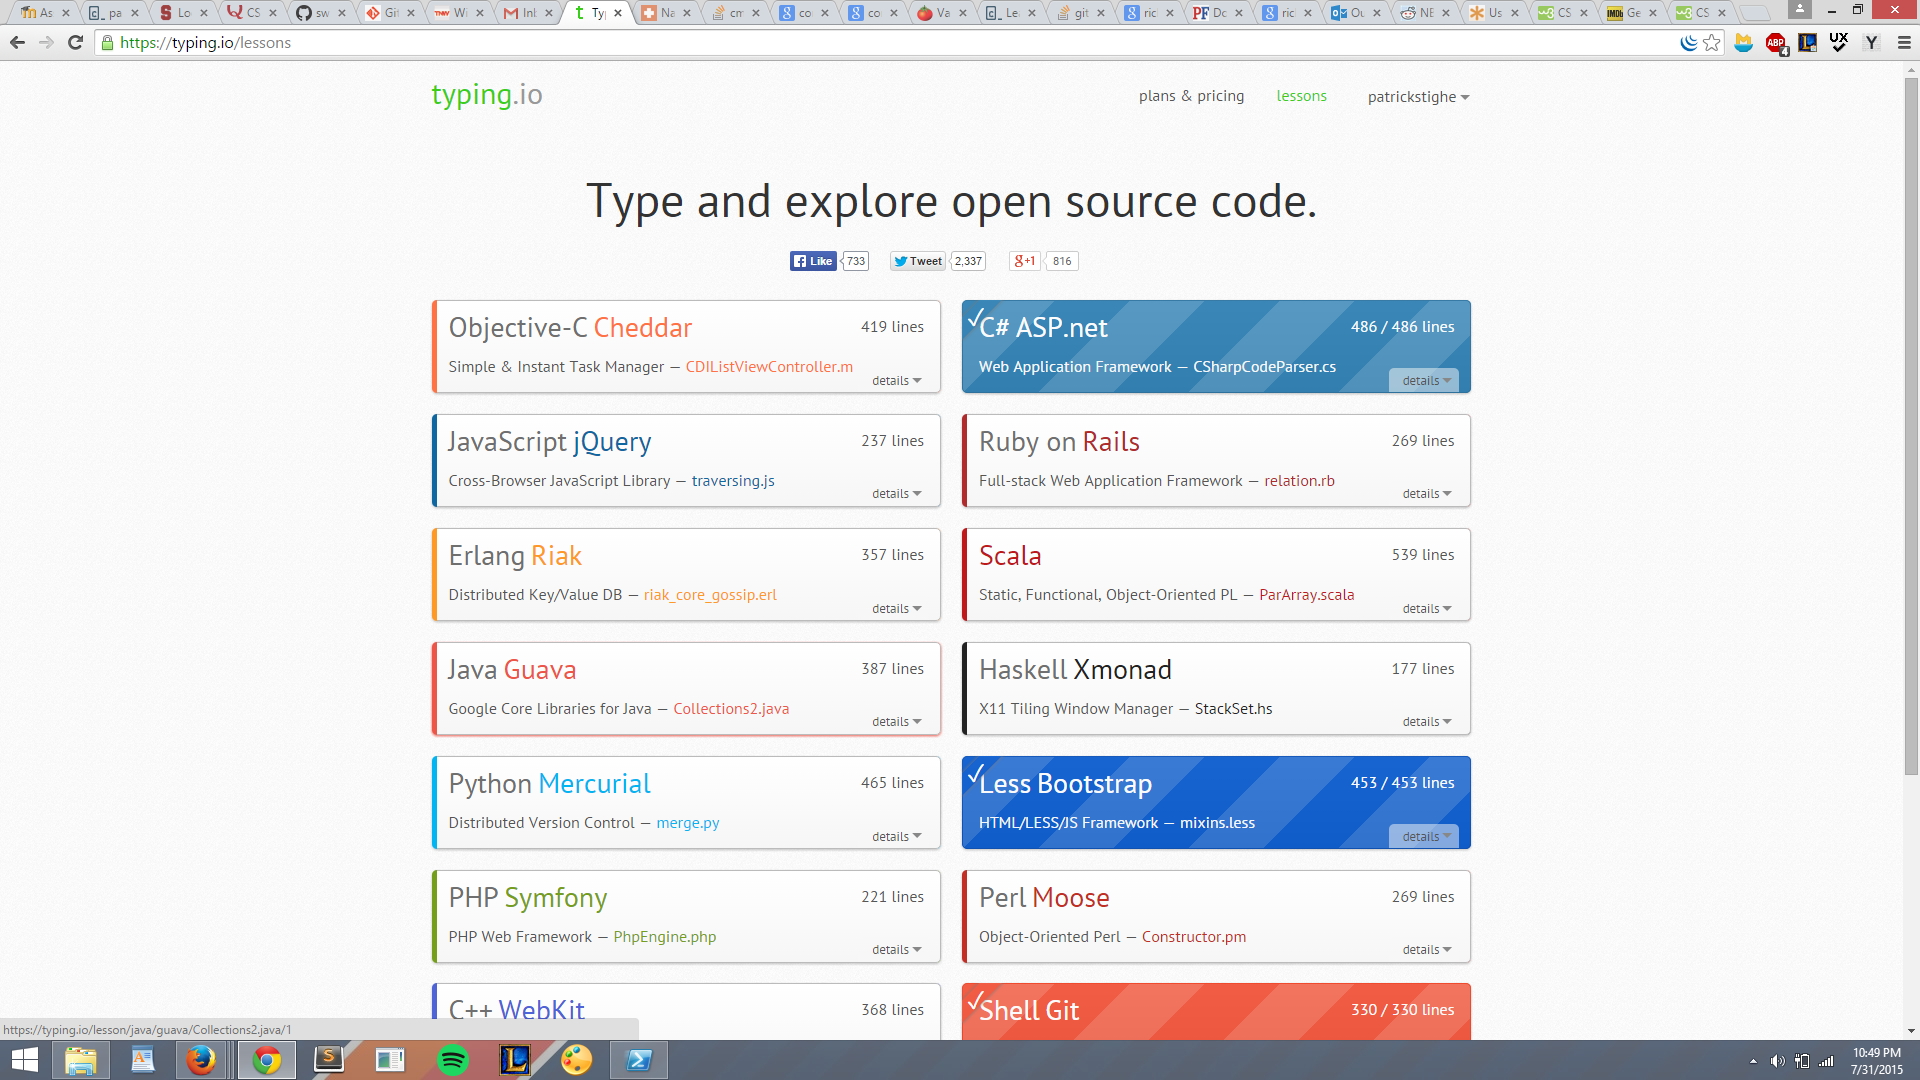 As
pa
Lo
CS
sw
Git
Wi
Inb
Ty
Na
cm
co
co
Va
Le
git
ric
Do
ric
Ou
NE
Us
CS
Ge
CS
https://typing.io/lessons
typing.io
plans & pricing
lessons
patrickstighe
Type and explore open source code.
Like 733
Tweet 2,337
g+1 816
Objective-C Cheddar 419 lines
Simple & Instant Task Manager — CDIListViewController.m
details
C# ASP.net 486 / 486 lines
Web Application Framework — CSharpCodeParser.cs
details
JavaScript jQuery 237 lines
Cross-Browser JavaScript Library — traversing.js
details
Ruby on Rails 269 lines
Full-stack Web Application Framework — relation.rb
details
Erlang Riak 357 lines
Distributed Key/Value DB — riak_core_gossip.erl
details
Scala 539 lines
Static, Functional, Object-Oriented PL — ParArray.scala
details
Java Guava 387 lines
Google Core Libraries for Java — Collections2.java
details
Haskell Xmonad 177 lines
X11 Tiling Window Manager — StackSet.hs
details
Python Mercurial 465 lines
Distributed Version Control — merge.py
details
Less Bootstrap 453 / 453 lines
HTML/LESS/JS Framework — mixins.less
details
PHP Symfony 221 lines
PHP Web Framework — PhpEngine.php
details
Perl Moose 269 lines
Object-Oriented Perl — Constructor.pm
details
C++ WebKit 368 lines
Shell Git 330 / 330 lines
https://typing.io/lesson/java/guava/Collections2.java/1
10:49 PM
7/31/2015